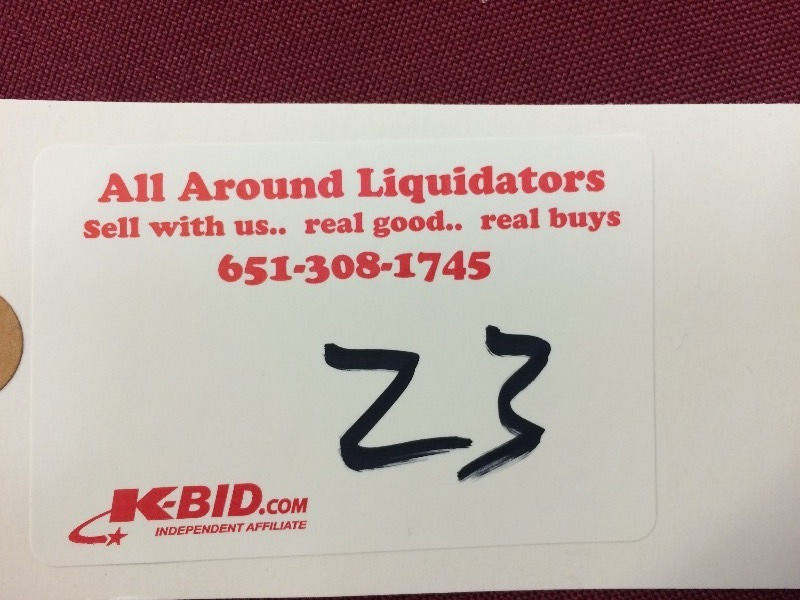 All Around Liquidators
Sell with us.. real good.. real buys
651-308-1745
23
K-BID.COM
INDEPENDENT AFFILIATE